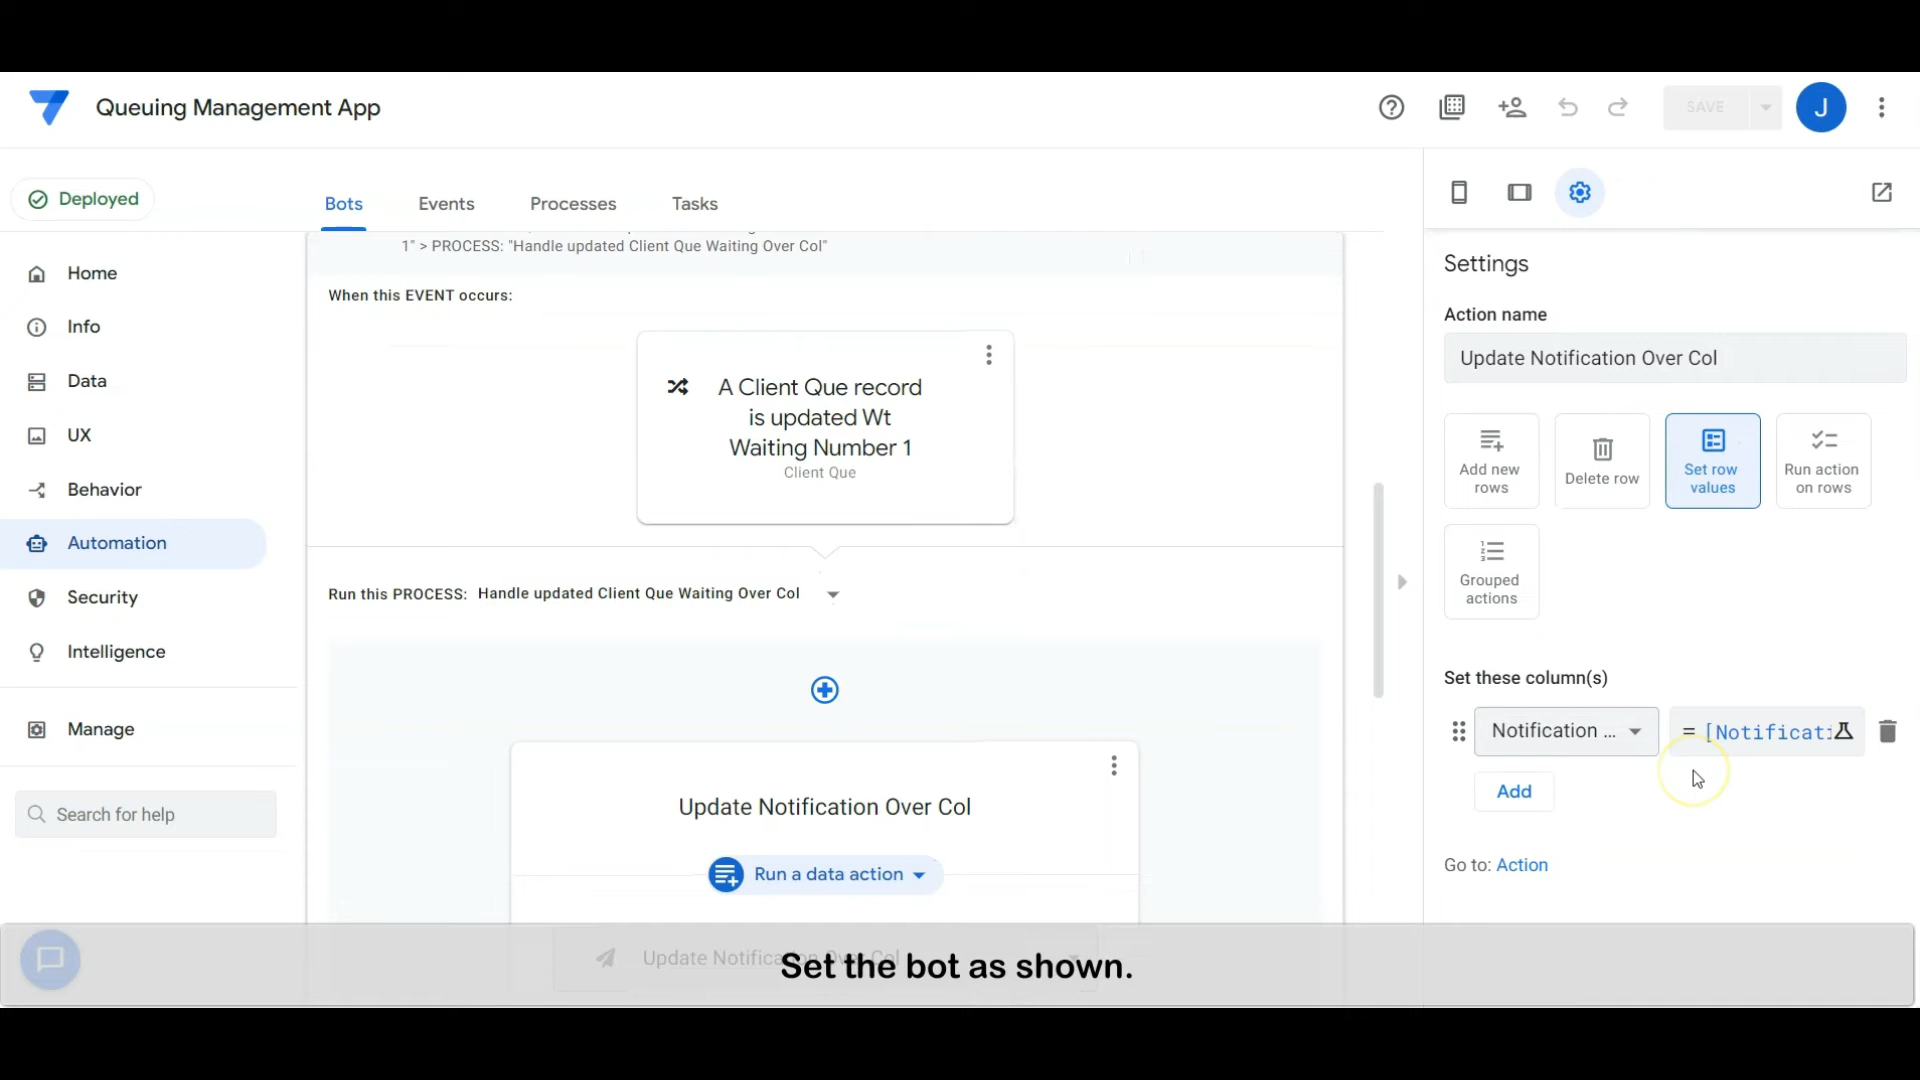 Queuing Management App
SAVE
J
Deployed
Bots
Events
Processes
Tasks
Home
Info
Data
UX
Behavior
Automation
Security
Intelligence
Manage
Search for help
1" > PROCESS: "Handle updated Client Que Waiting Over Col"
When this EVENT occurs:
A Client Que record
is updated Wt
Waiting Number 1
Client Que
Run this PROCESS: Handle updated Client Que Waiting Over Col
Update Notification Over Col
Run a data action
Update Notification Over Col
Settings
Action name
Update Notification Over Col
Add new
rows
Delete row
Set row
values
Run action
on rows
Grouped
actions
Set these column(s)
Notification ...
= [Notificati
Add
Go to: Action
Set the bot as shown.